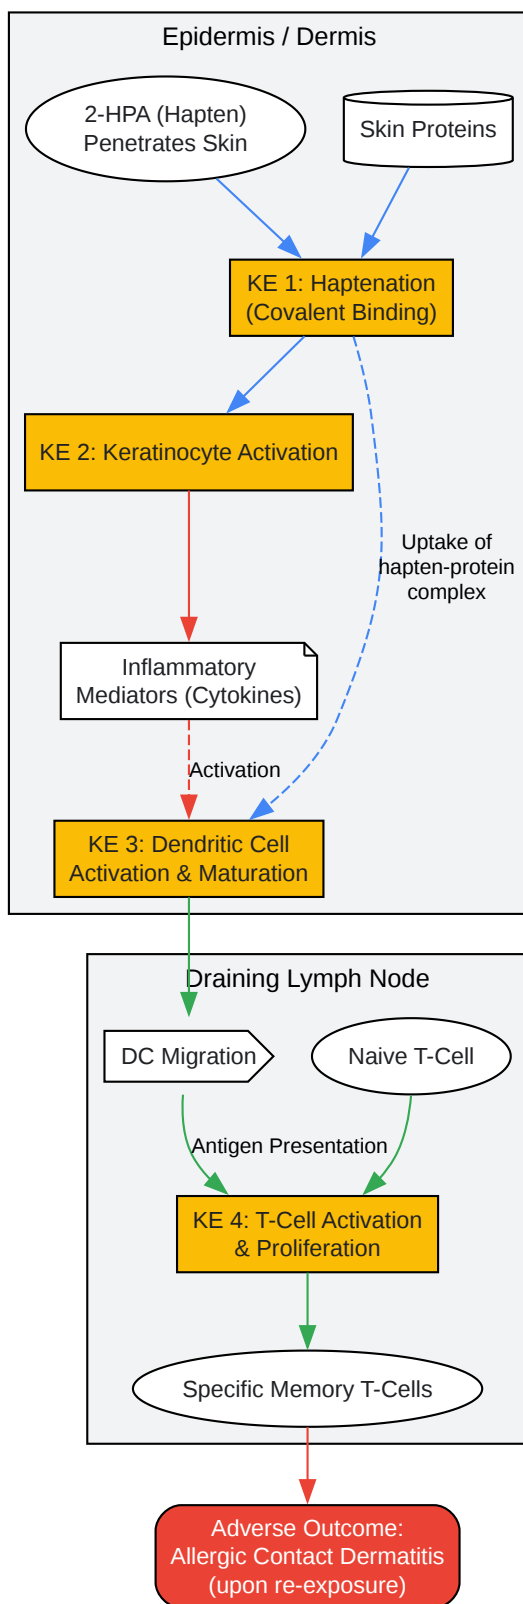 Epidermis / Dermis
2-HPA (Hapten)
Penetrates Skin
Skin Proteins
KE 1: Haptenation
(Covalent Binding)
KE 2: Keratinocyte Activation
Uptake of
hapten-protein
complex
Inflammatory
Mediators (Cytokines)
Activation
KE 3: Dendritic Cell
Activation & Maturation
Draining Lymph Node
DC Migration
Naive T-Cell
Antigen Presentation
KE 4: T-Cell Activation
& Proliferation
Specific Memory T-Cells
Adverse Outcome:
Allergic Contact Dermatitis
(upon re-exposure)